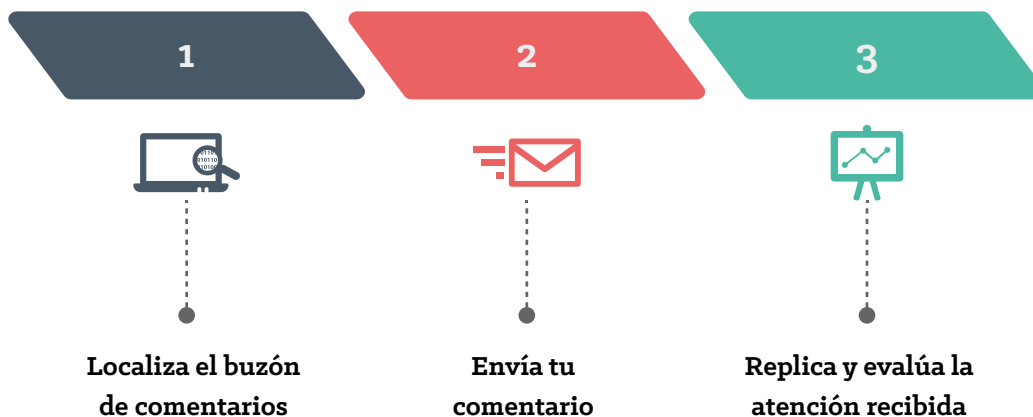 1
2
3
Localiza el buzón
de comentarios
Envía tu
comentario
Replica y evalúa la
atención recibida